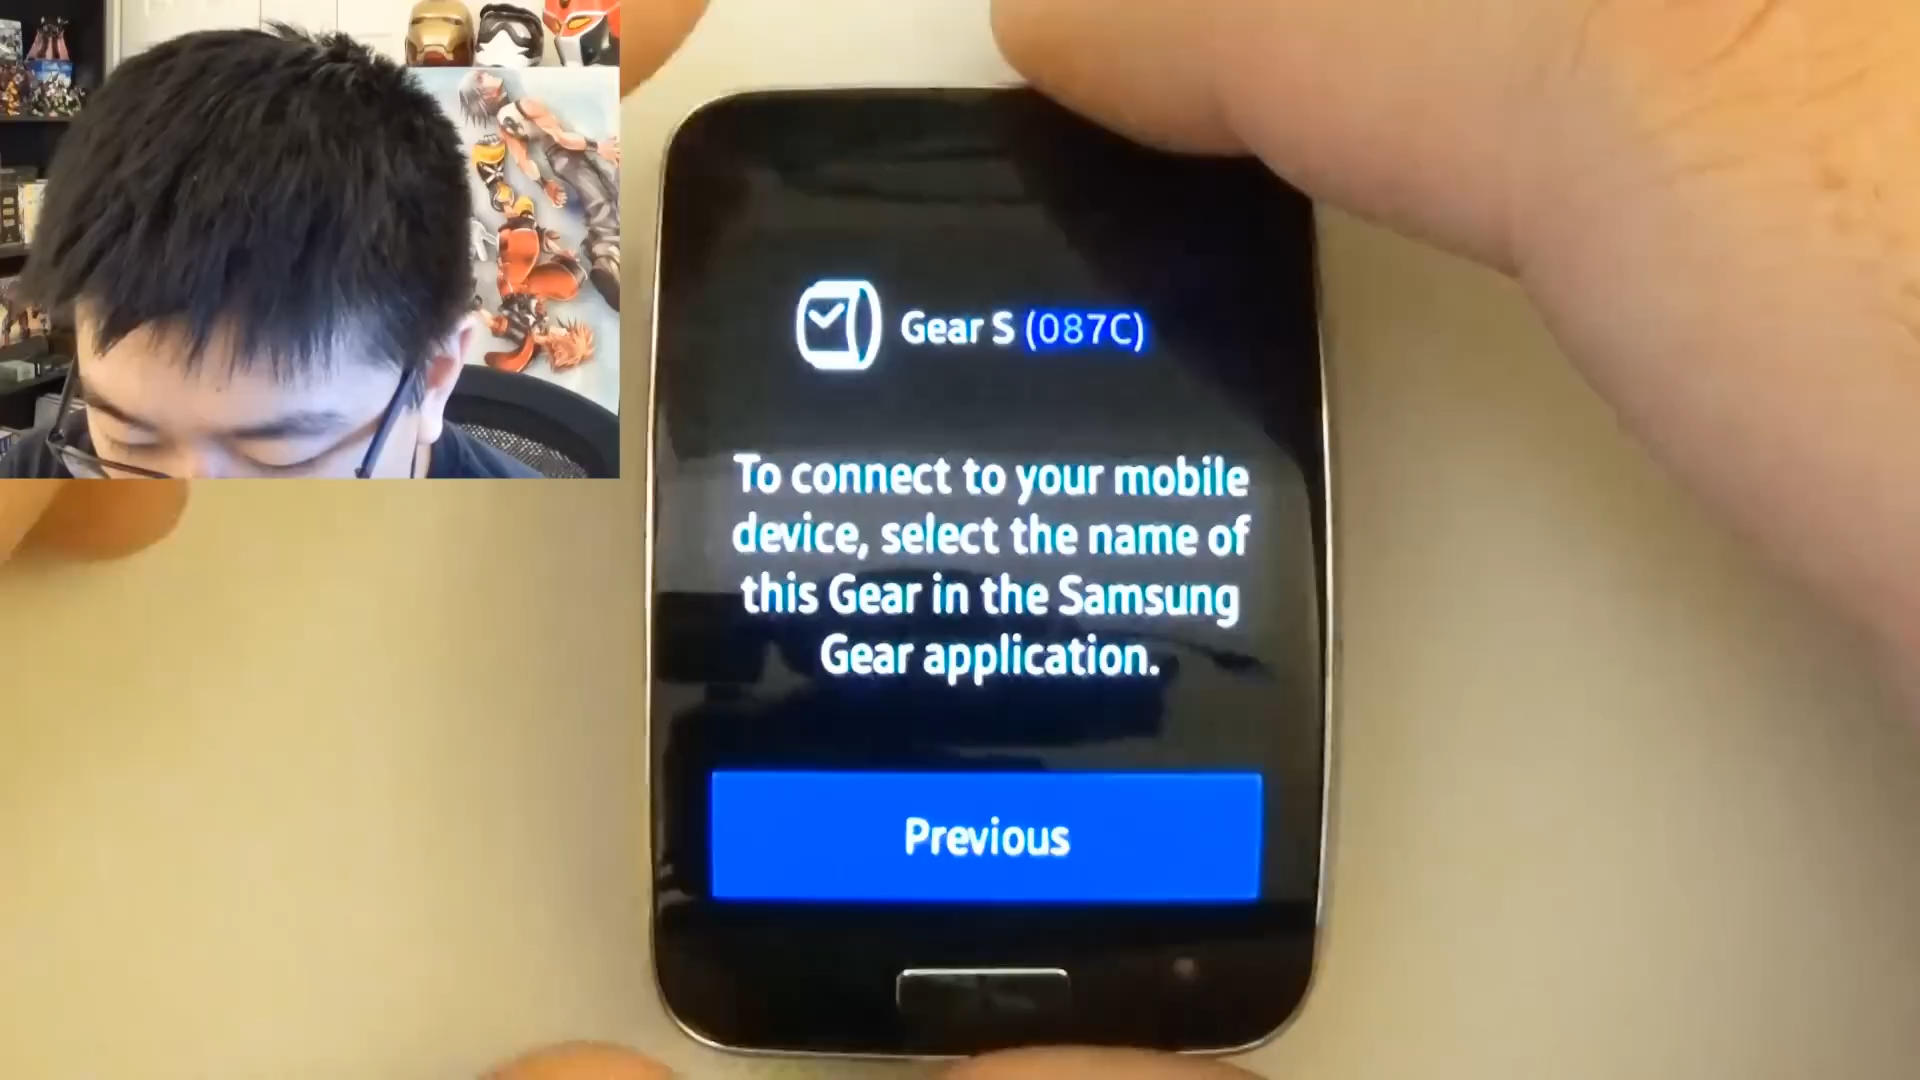 Gear S (087C)
To connect to your mobile
device, select the name of
this Gear in the Samsung
Gear application.
Previous